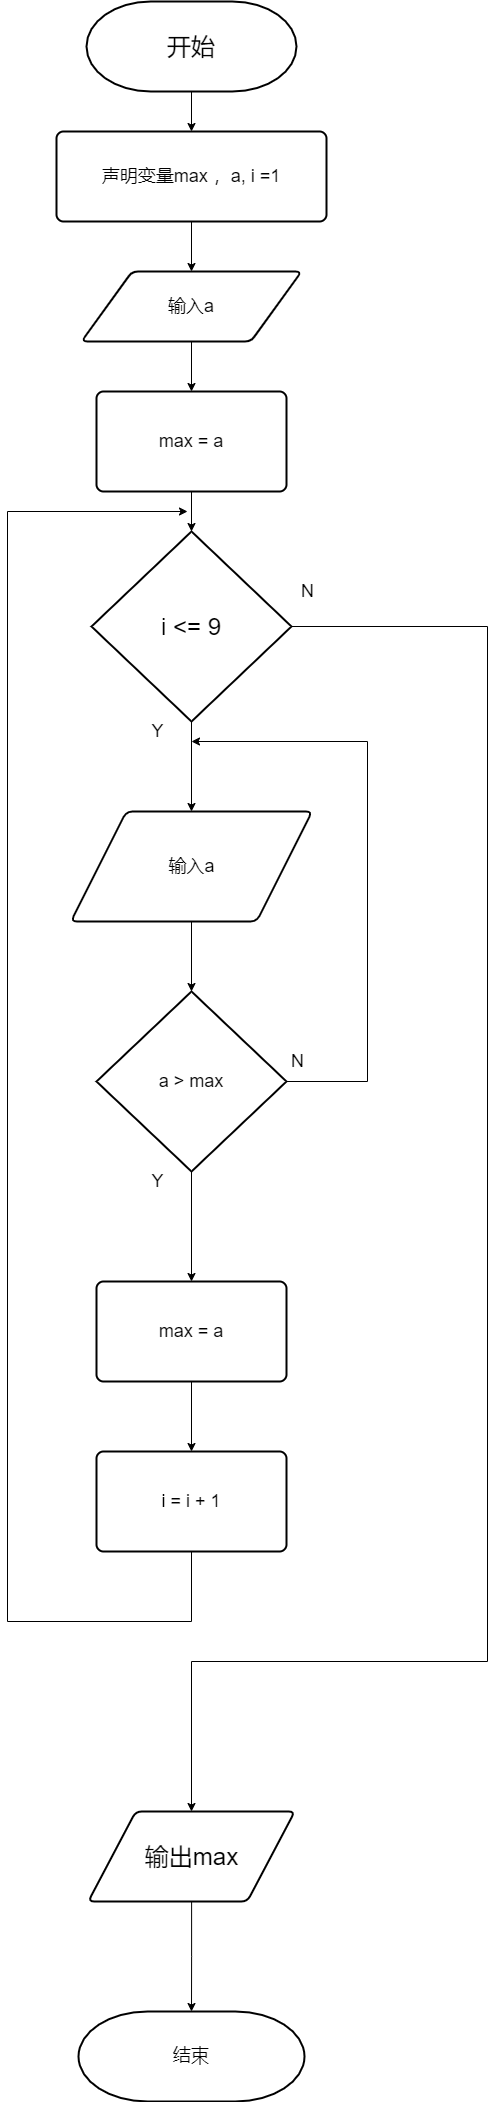 开始
声明变量max ，a, i =1
输入a
max = a
i <= 9
N
Y
输入a
a > max
N
Y
max = a
i = i + 1
输出max
结束